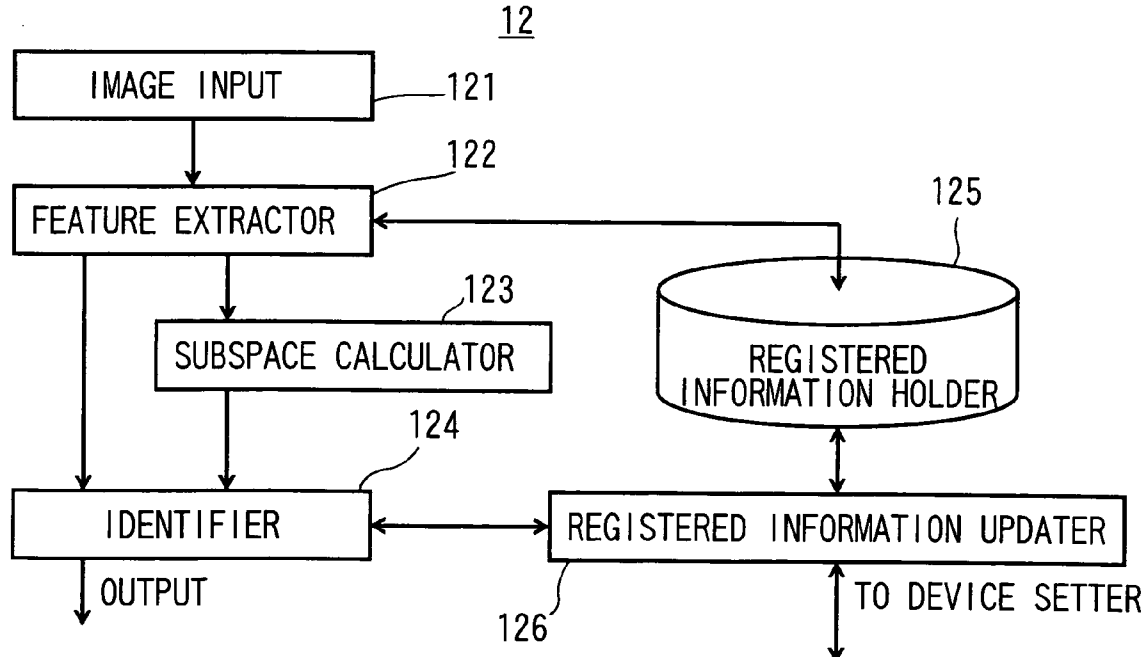 12
IMAGE INPUT
121
122
FEATURE EXTRACTOR
125
123
SUBSPACE CALCULATOR
REGISTERED
INFORMATION HOLDER
124
IDENTIFIER
REGISTERED INFORMATION UPDATER
OUTPUT
126
TO DEVICE SETTER